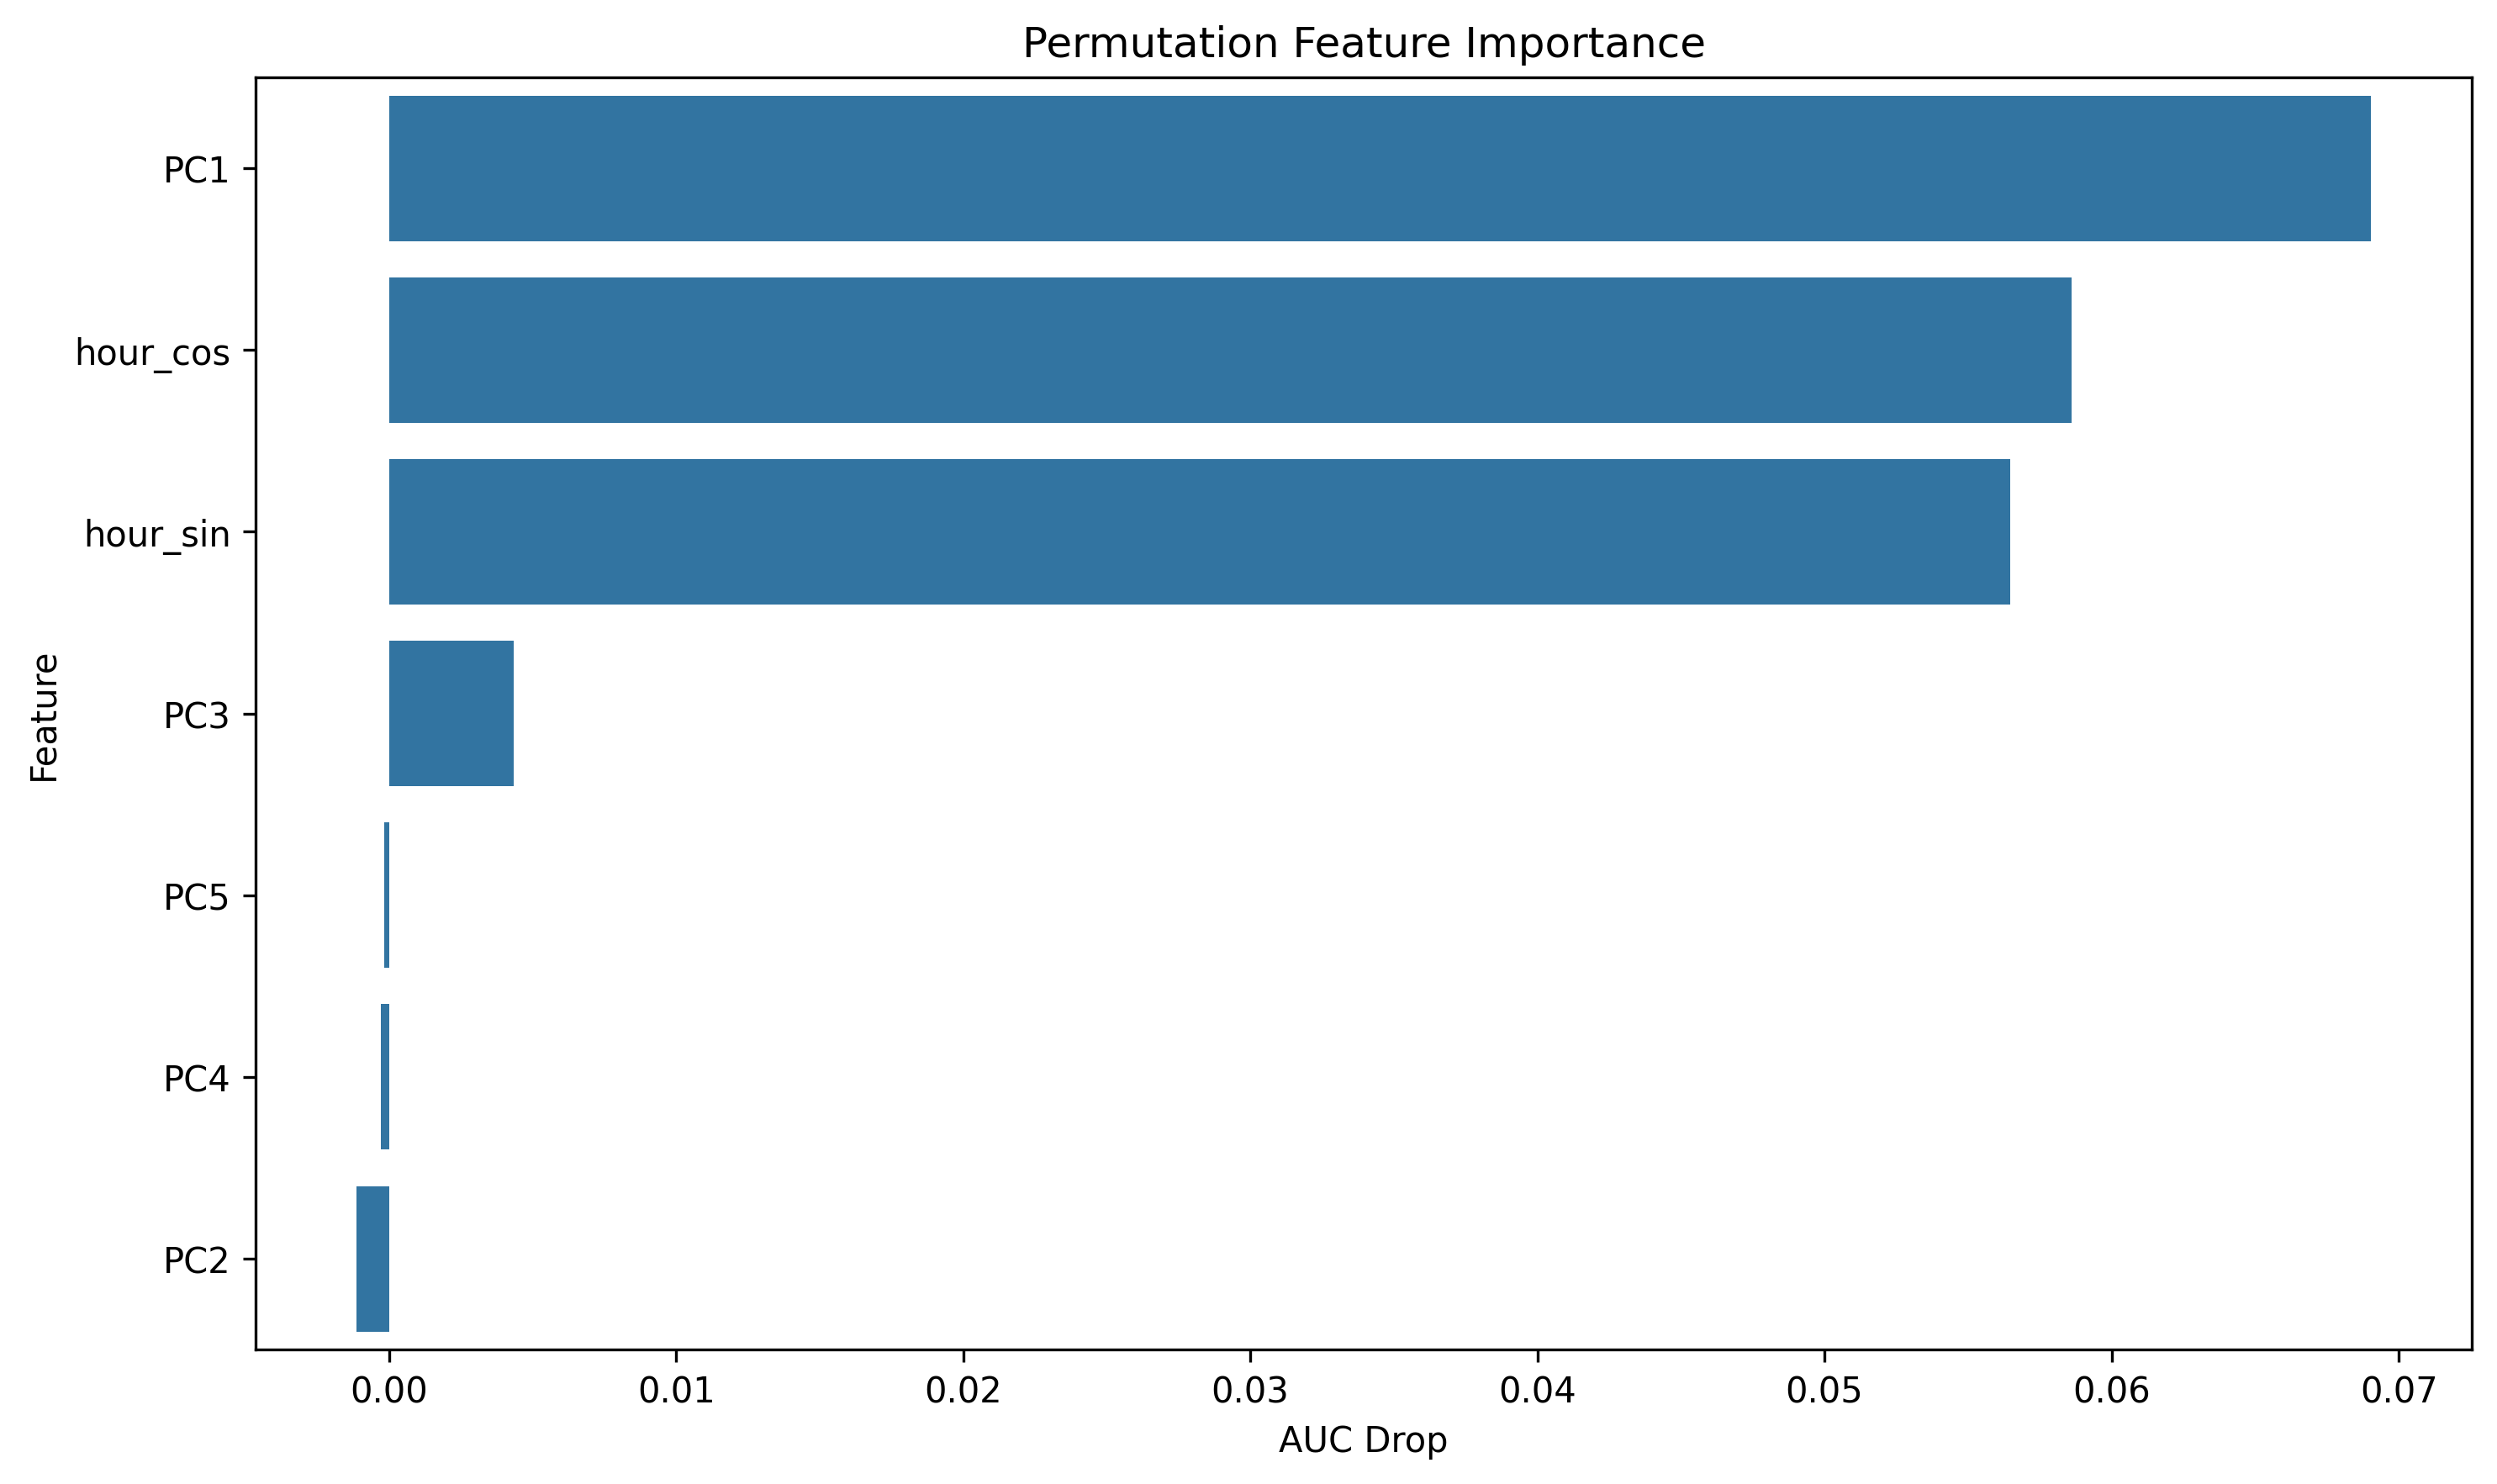 Permutation Feature Importance
PC1
hour_cos
hour_sin
PC3
PC5
PC4
PC2
Feature
0.00 0.01 0.02 0.03 0.04 0.05 0.06 0.07
AUC Drop